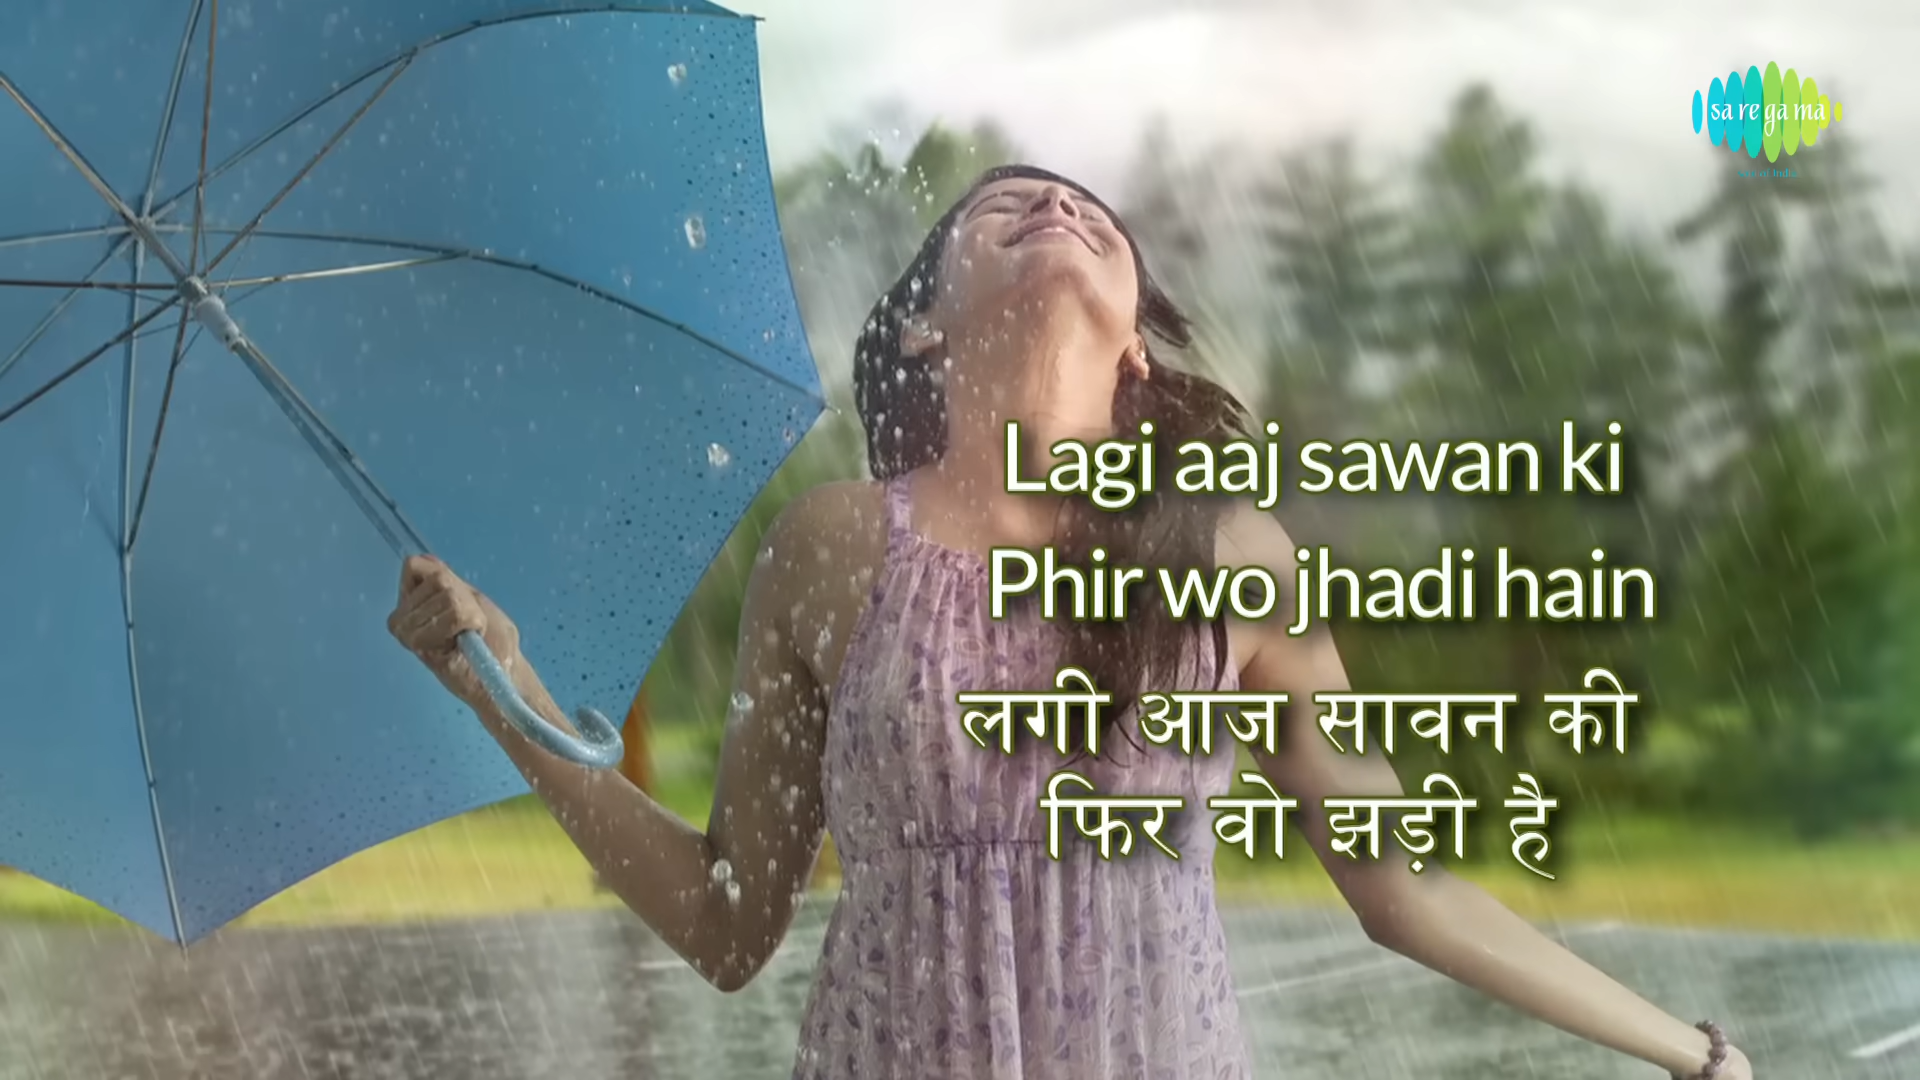 sa re ga ma
Lagi aaj sawan ki
Phir wo jhadi hain
लगी आज सावन की
फिर वो झड़ी है